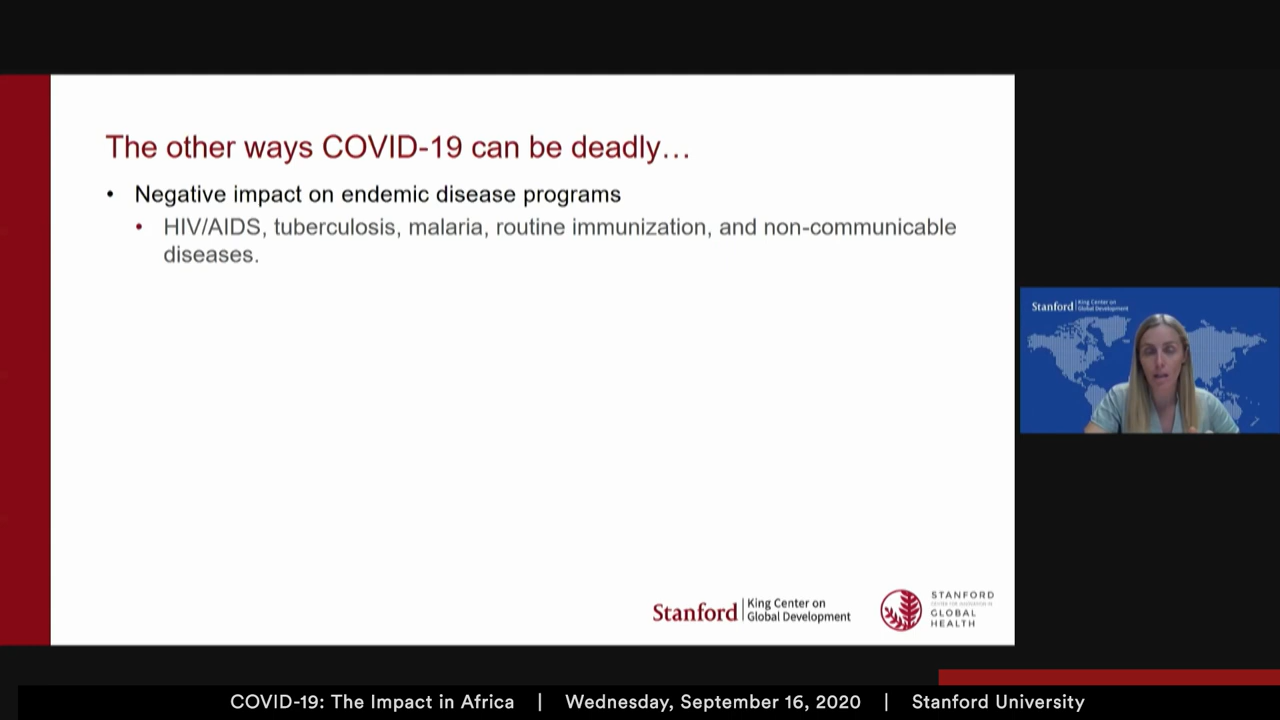 The other ways COVID-19 can be deadly…
• Negative impact on endemic disease programs
• HIV/AIDS, tuberculosis, malaria, routine immunization, and non-communicable
diseases.
Stanford | King Center on
Global Development
Stanford | King Center on
Global Development
STANFORD
GLOBAL
HEALTH
COVID-19: The Impact in Africa | Wednesday, September 16, 2020 | Stanford University